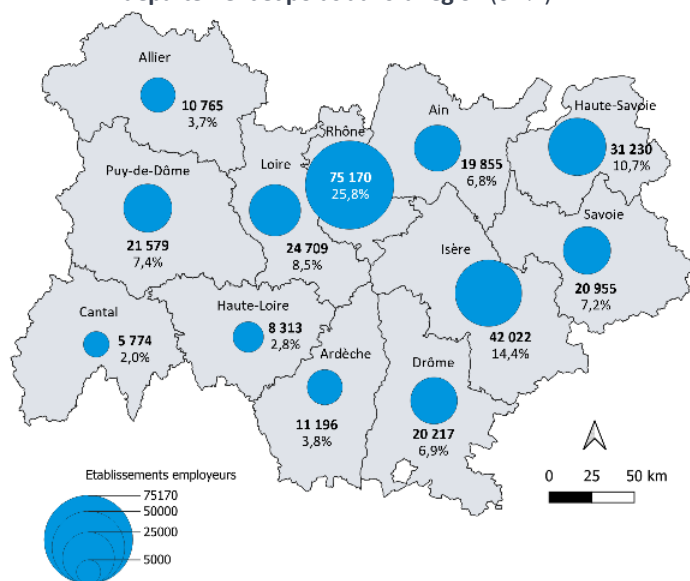 Allier
10 765
3,7%
Ain
19 855
6,8%
Haute-Savoie
31 230
10,7%
Rhône
75 170
25,8%
Loire
24 709
8,5%
Puy-de-Dôme
21 579
7,4%
Savoie
20 955
7,2%
Isère
42 022
14,4%
Cantal
5 774
2,0%
Haute-Loire
8 313
2,8%
Ardèche
11 196
3,8%
Drôme
20 217
6,9%
Etablissements employeurs
75170
50000
25000
5000
0 25 50 km